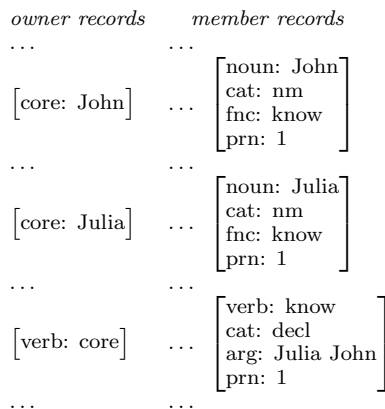 owner records member records
... ...
[core: John] ... [noun: John
cat: nm
fnc: know
prn: 1]
... ...
[core: Julia] ... [noun: Julia
cat: nm
fnc: know
prn: 1]
... ...
[verb: core] ... [verb: know
cat: decl
arg: Julia John
prn: 1]
... ...